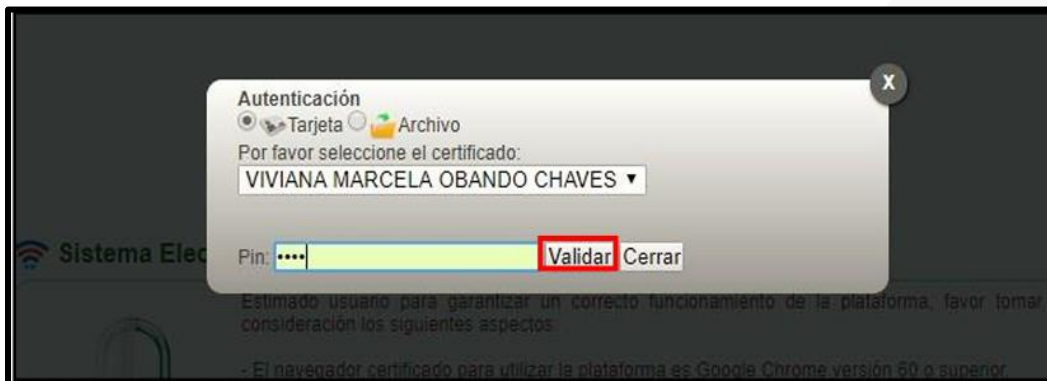 X
Autenticación
Tarjeta Archivo
Por favor seleccione el certificado:
VIVIANA MARCELA OBANDO CHAVES
Sistema Elec
Pin: •••• Validar Cerrar
Estimado usuario para garantizar un correcto funcionamiento de la plataforma, favor tomar
consideración los siguientes aspectos:
- El navegador certificado para utilizar la plataforma es Google Chrome versión 60 o superior.